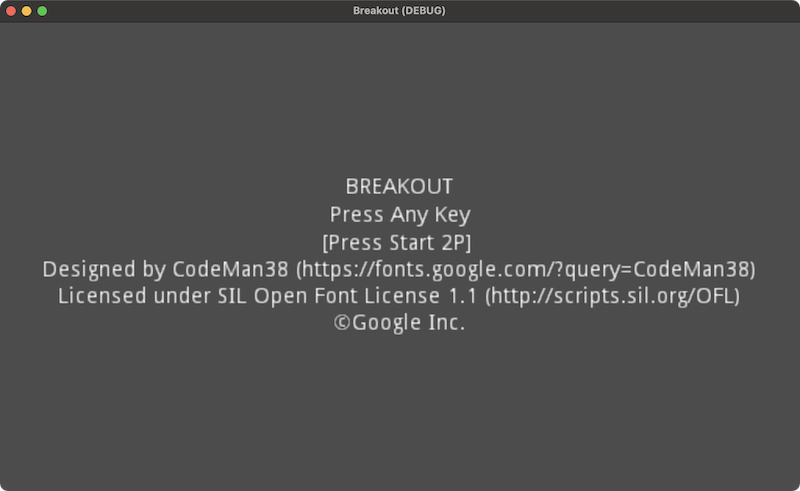 Breakout (DEBUG)
BREAKOUT
Press Any Key
[Press Start 2P]
Designed by CodeMan38 (https://fonts.google.com/?query=CodeMan38)
Licensed under SIL Open Font License 1.1 (http://scripts.sil.org/OFL)
©Google Inc.